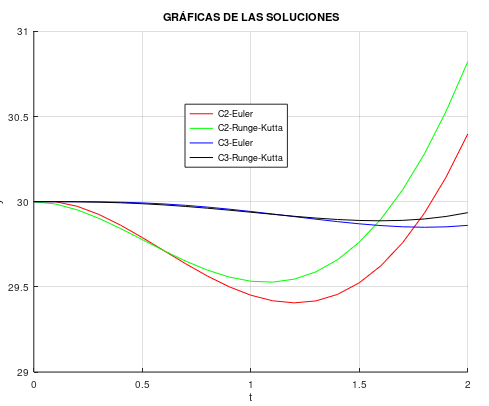 GRÁFICAS DE LAS SOLUCIONES
31
30.5
30
29.5
29
C2-Euler
C2-Runge-Kutta
C3-Euler
C3-Runge-Kutta
0
0.5
1
1.5
2
t